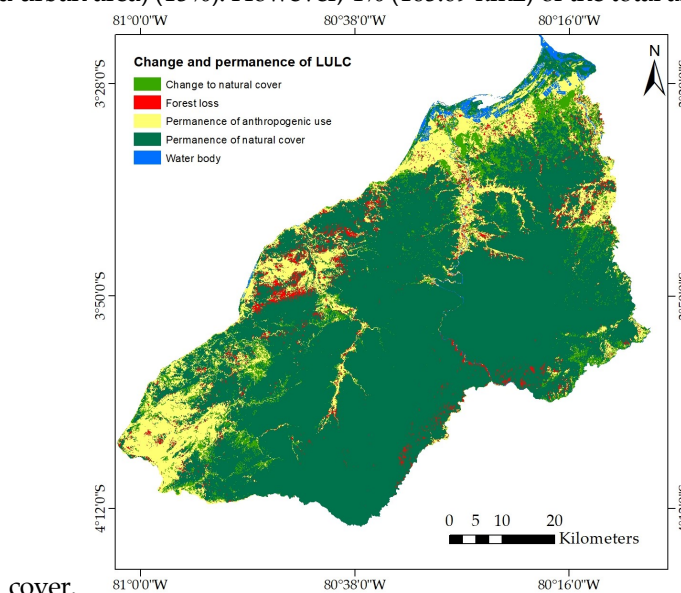 81°0'0"W 80°38'0"W 80°16'0"W
N
Change and permanence of LULC
3°28'0"S
Change to natural cover
Forest loss
Permanence of anthropogenic use
Permanence of natural cover
Water body
3°50'0"S
4°12'0"S
0 5 10 20
Kilometers
81°0'0"W 80°38'0"W 80°16'0"W
cover.